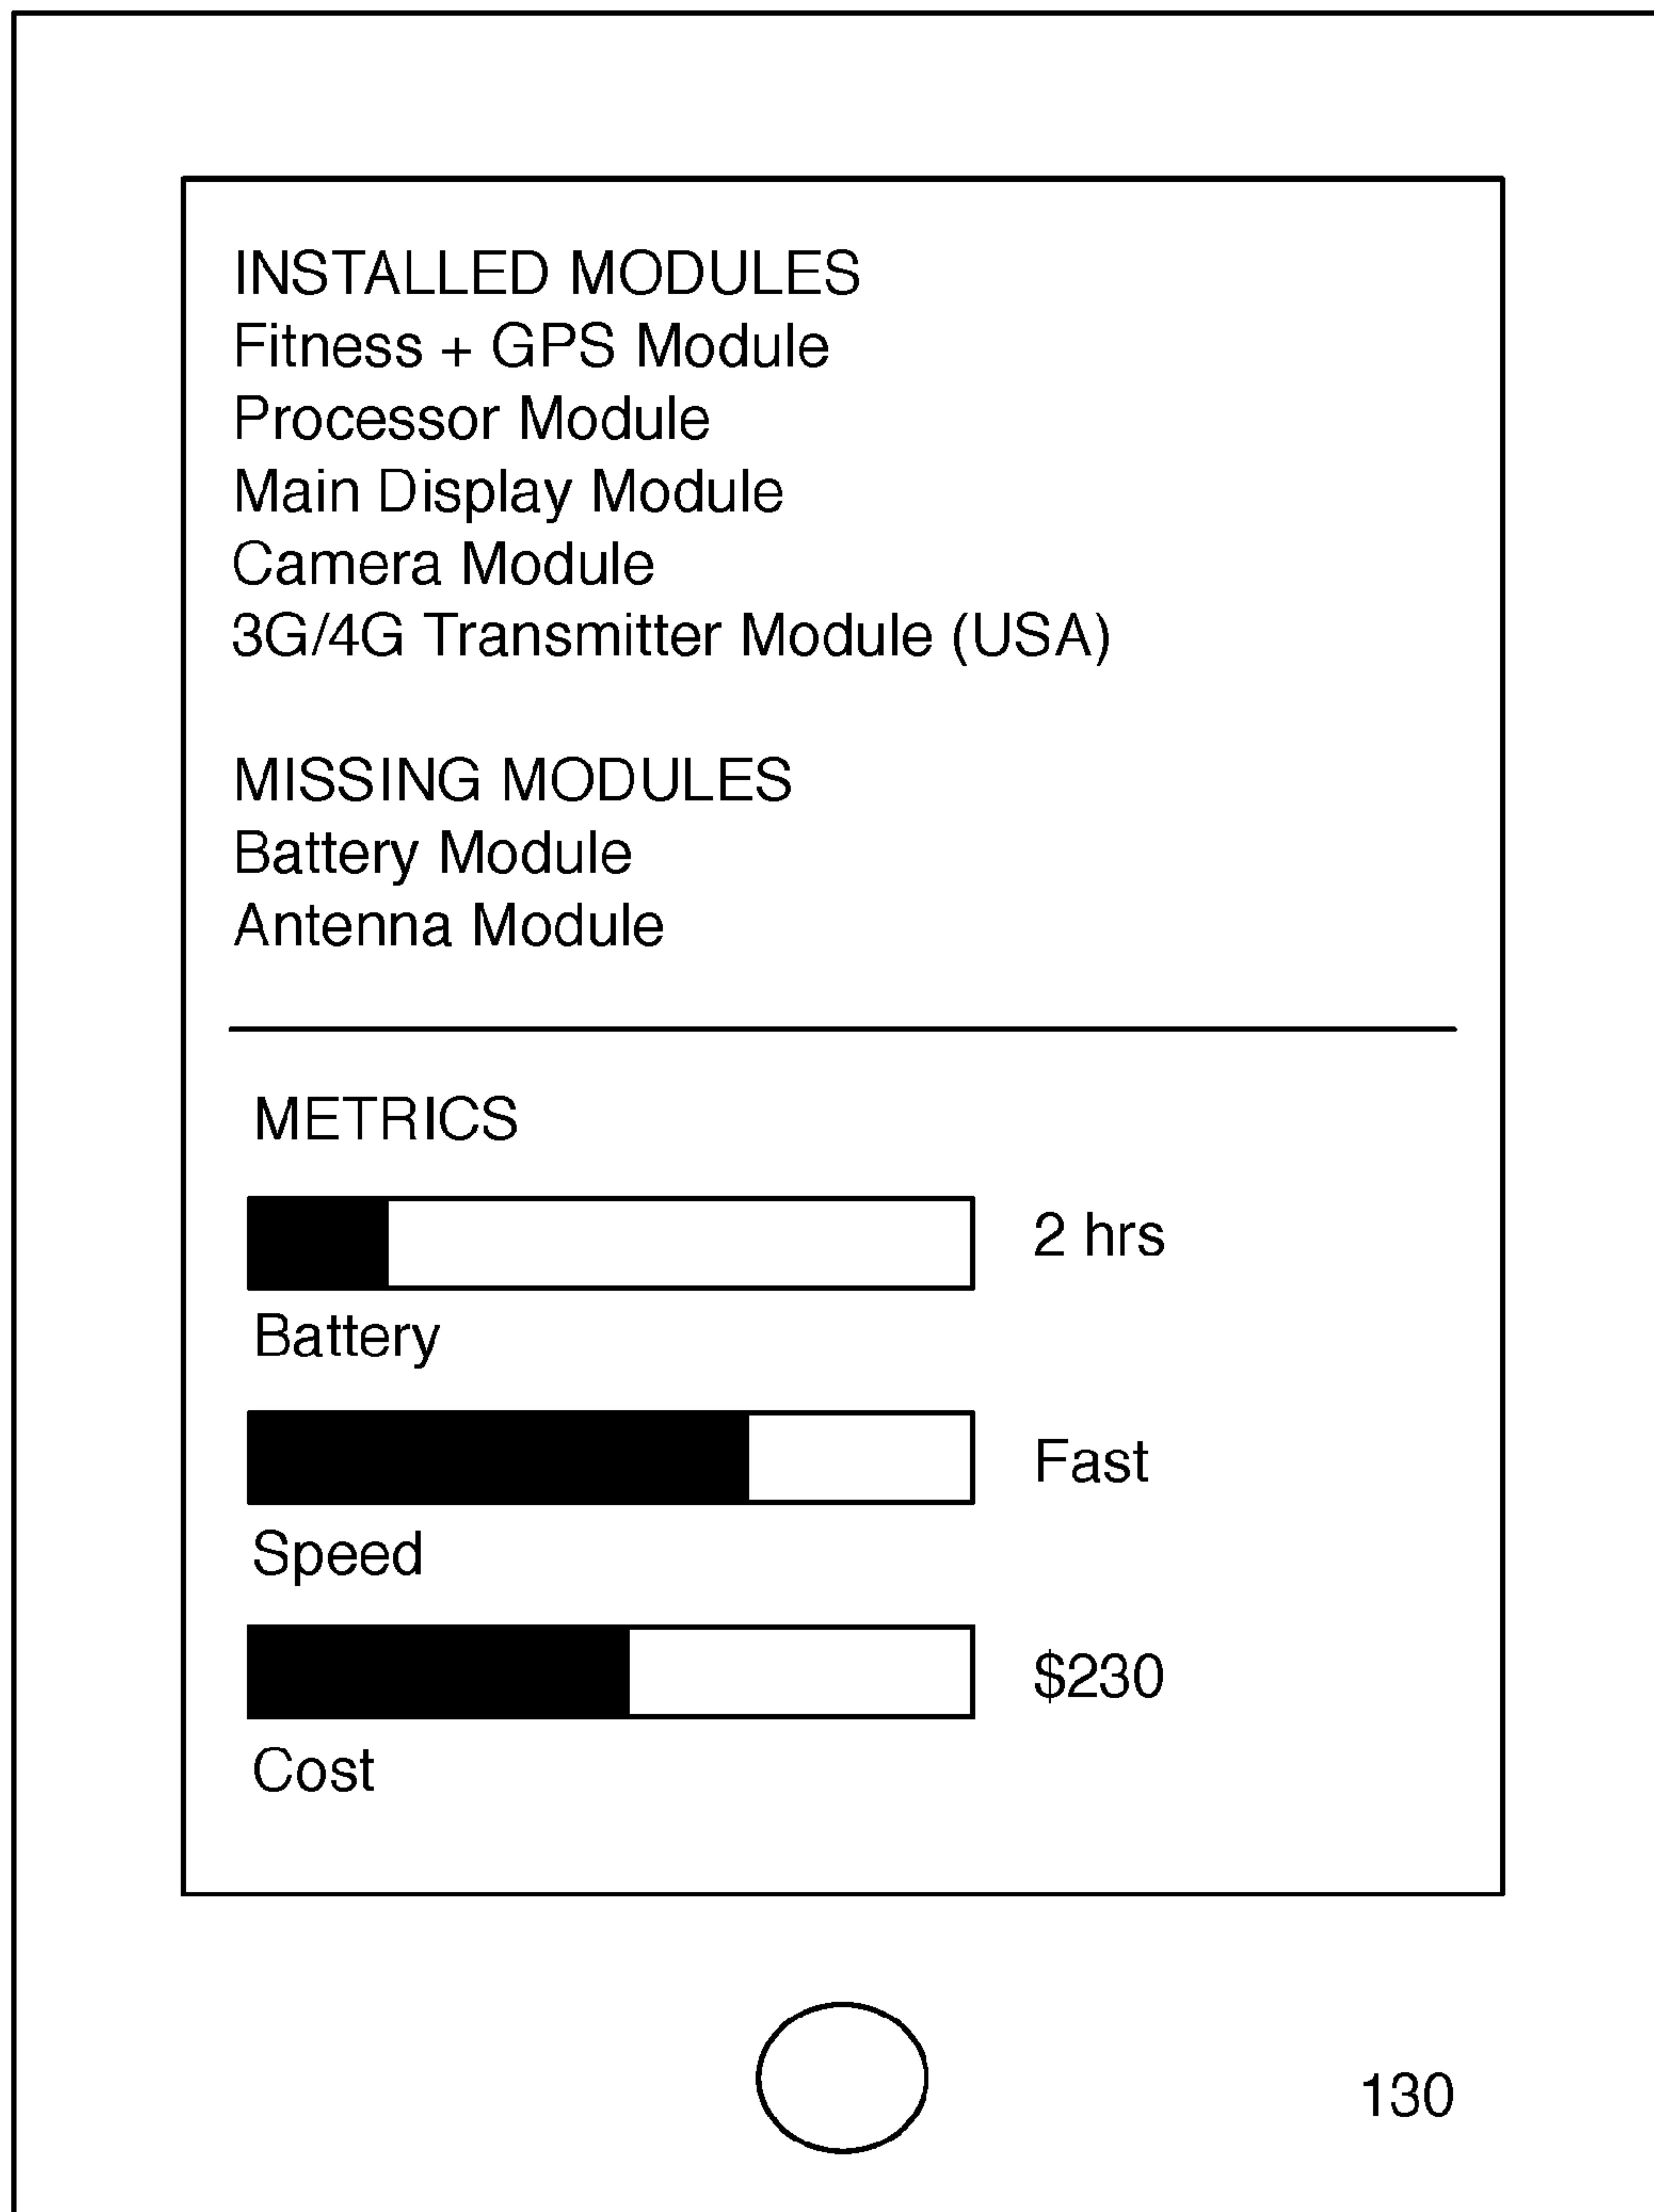 INSTALLED MODULES
Fitness + GPS Module
Processor Module
Main Display Module
Camera Module
3G/4G Transmitter Module (USA)
MISSING MODULES
Battery Module
Antenna Module
METRICS
2 hrs
Battery
Fast
Speed
$230
Cost
130